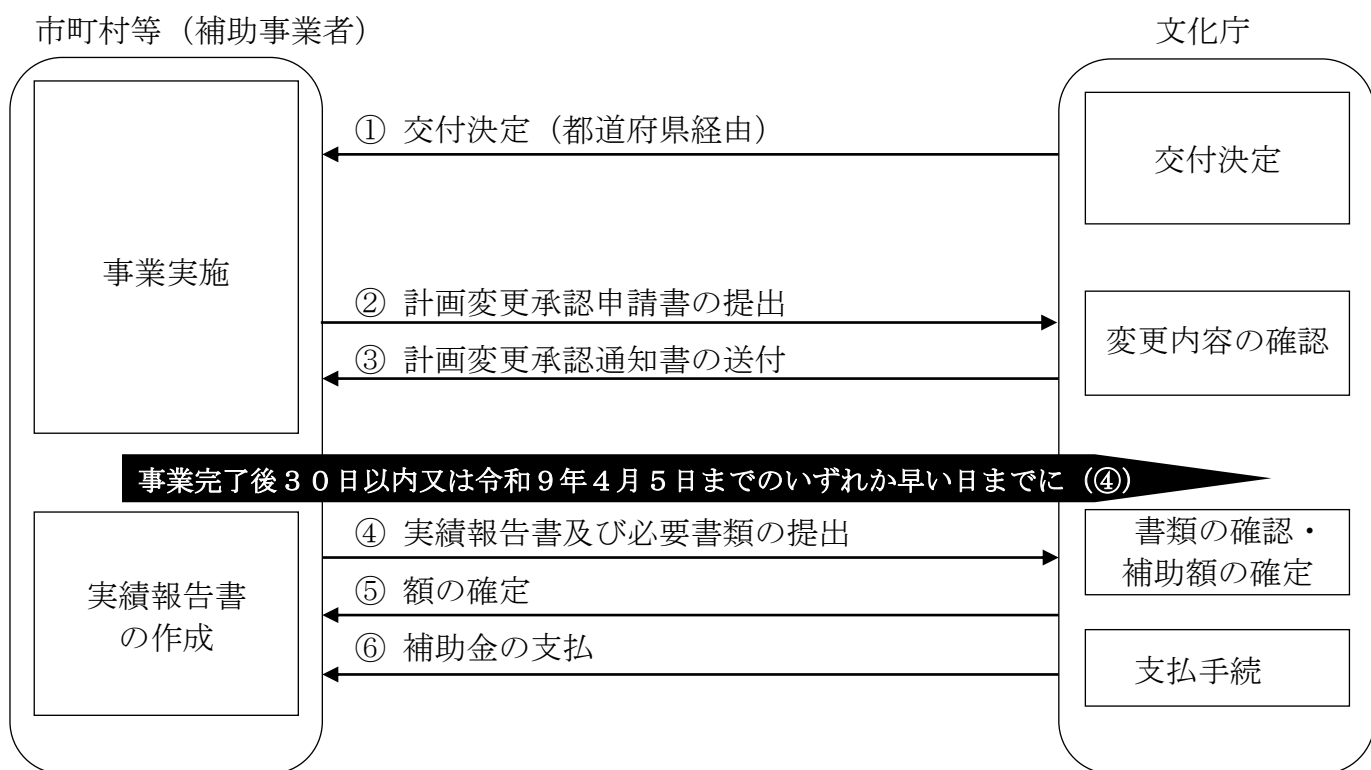 市町村等（補助事業者）
文化庁
① 交付決定（都道府県経由）
交付決定
事業実施
② 計画変更承認申請書の提出
変更内容の確認
③ 計画変更承認通知書の送付
事業完了後３０日以内又は令和９年４月５日までのいずれか早い日までに（④）
④ 実績報告書及び必要書類の提出
書類の確認・
補助額の確定
実績報告書
の作成
⑤ 額の確定
⑥ 補助金の支払
支払手続